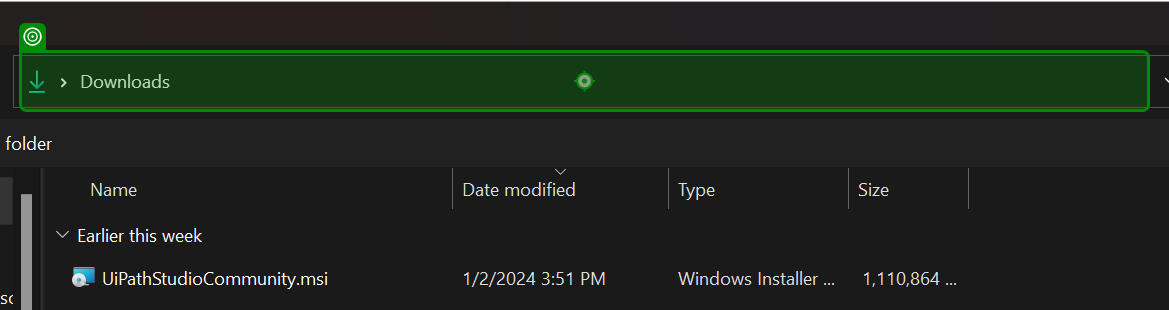 Downloads
folder
Name Date modified Type Size
Earlier this week
UiPathStudioCommunity.msi 1/2/2024 3:51 PM Windows Installer ... 1,110,864 ...